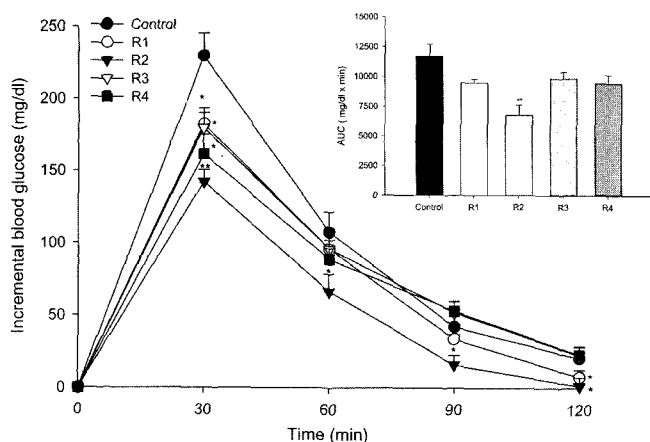 Control
R1
R2
R3
R4
Incremental blood glucose (mg/dl)
250
200
150
100
50
0
*
*
*
**
*
*
*
*
0
30
60
90
120
Time (min)
AUC ( mg/dl x min)
15000
12500
10000
7500
5000
2500
0
**
Control
R1
R2
R3
R4